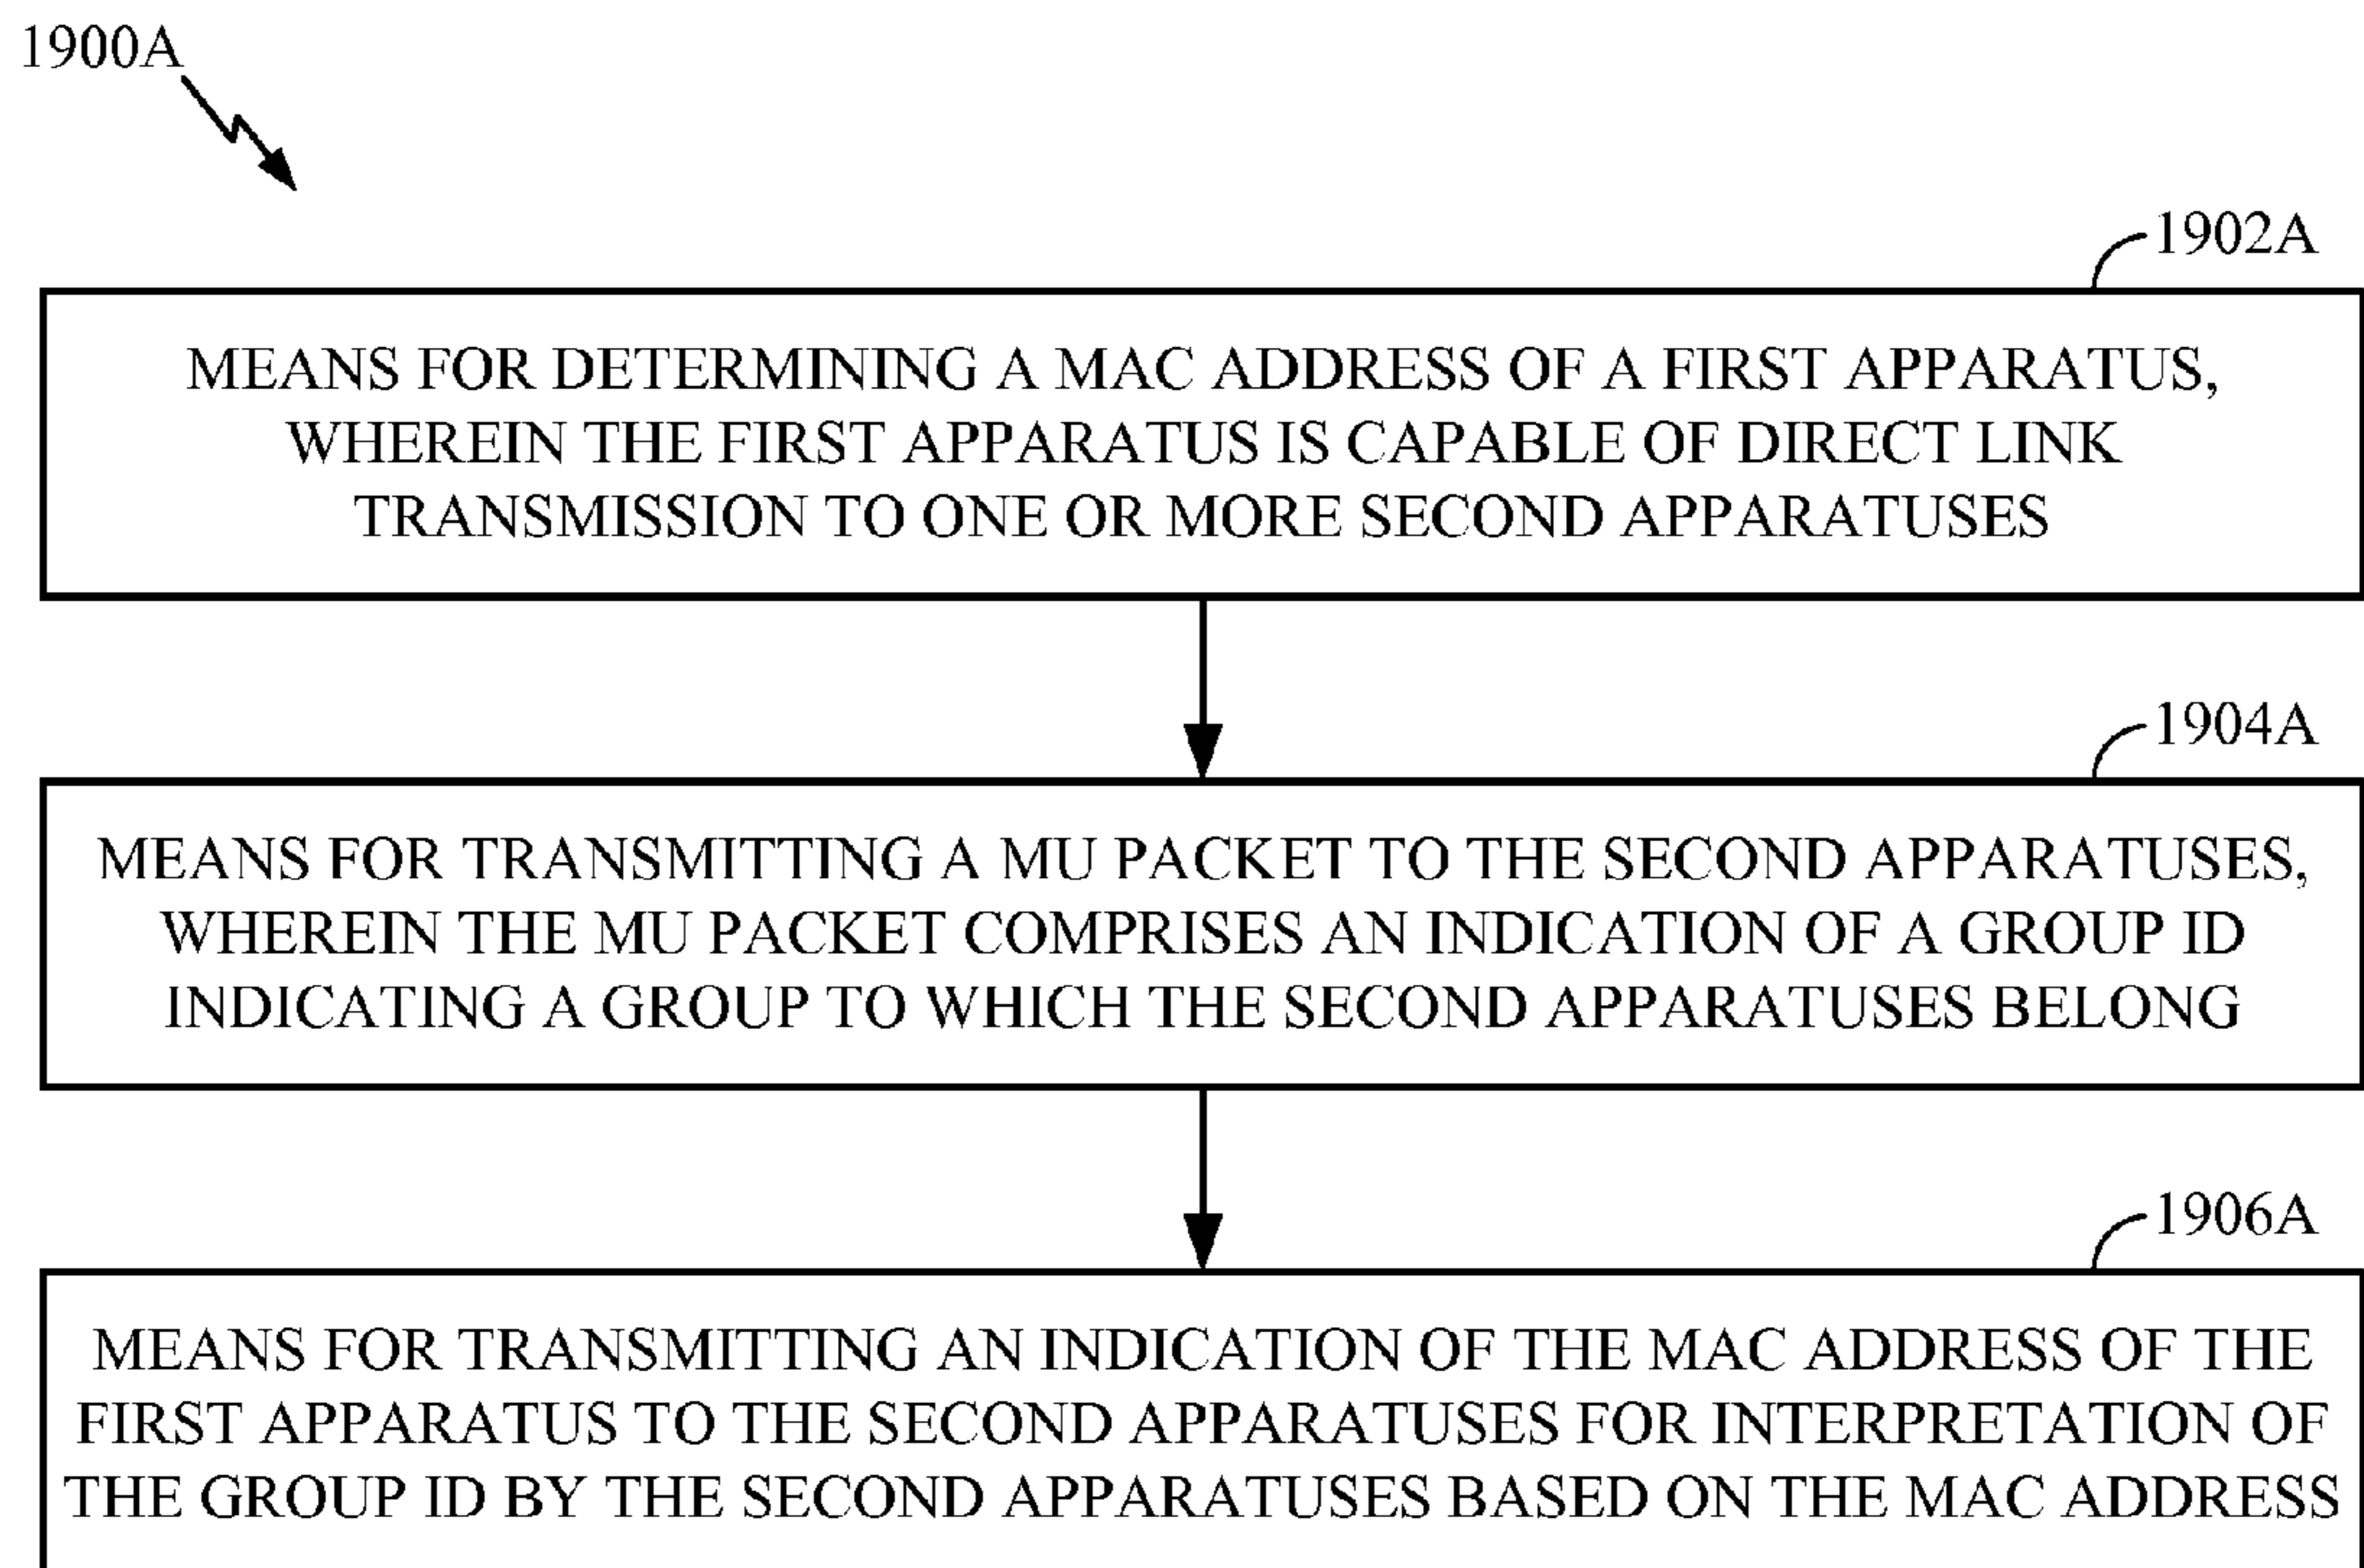 1900A
1902A
MEANS FOR DETERMINING A MAC ADDRESS OF A FIRST APPARATUS,
WHEREIN THE FIRST APPARATUS IS CAPABLE OF DIRECT LINK
TRANSMISSION TO ONE OR MORE SECOND APPARATUSES
1904A
MEANS FOR TRANSMITTING A MU PACKET TO THE SECOND APPARATUSES,
WHEREIN THE MU PACKET COMPRISES AN INDICATION OF A GROUP ID
INDICATING A GROUP TO WHICH THE SECOND APPARATUSES BELONG
1906A
MEANS FOR TRANSMITTING AN INDICATION OF THE MAC ADDRESS OF THE
FIRST APPARATUS TO THE SECOND APPARATUSES FOR INTERPRETATION OF
THE GROUP ID BY THE SECOND APPARATUSES BASED ON THE MAC ADDRESS